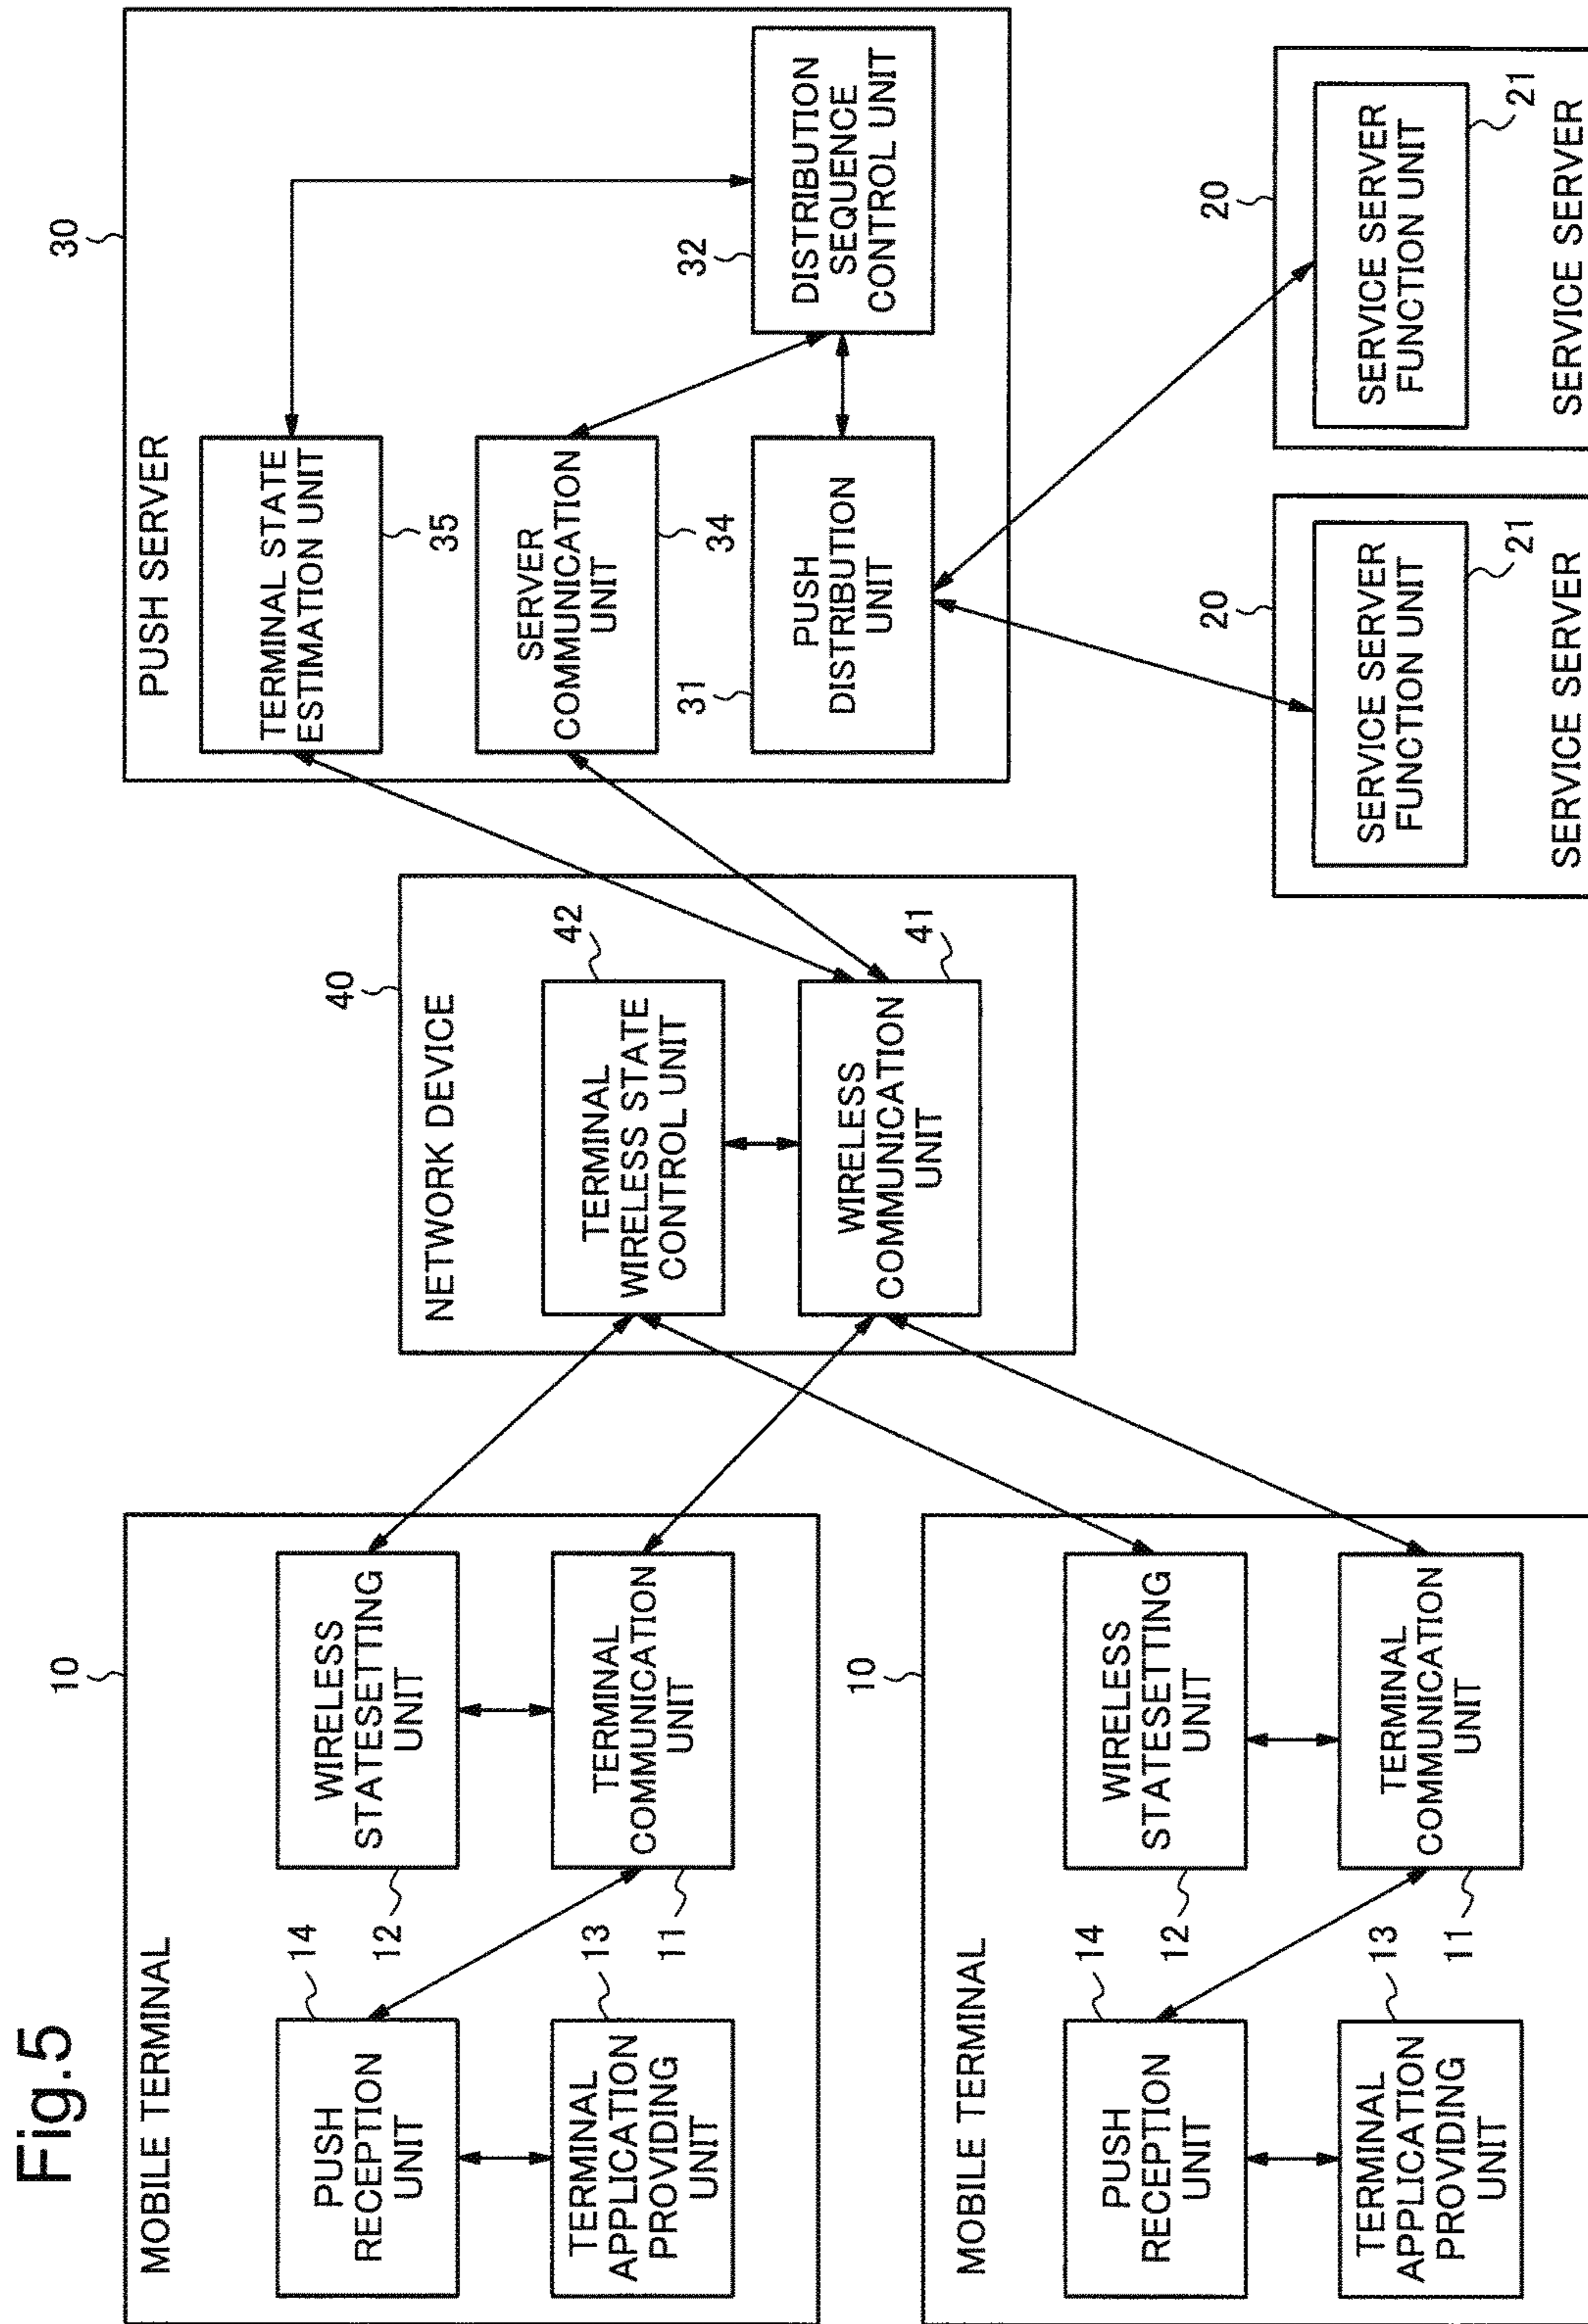 Fig.5
10
MOBILE TERMINAL
14
PUSH
RECEPTION
UNIT
12
WIRELESS
STATESETTING
UNIT
13
TERMINAL
APPLICATION
PROVIDING
UNIT
11
TERMINAL
COMMUNICATION
UNIT
10
MOBILE TERMINAL
14
PUSH
RECEPTION
UNIT
12
WIRELESS
STATESETTING
UNIT
13
TERMINAL
APPLICATION
PROVIDING
UNIT
11
TERMINAL
COMMUNICATION
UNIT
40
NETWORK DEVICE
42
TERMINAL
WIRELESS STATE
CONTROL UNIT
41
WIRELESS
COMMUNICATION
UNIT
30
PUSH SERVER
TERMINAL STATE
ESTIMATION UNIT
35
SERVER
COMMUNICATION
UNIT
34
31
PUSH
DISTRIBUTION
UNIT
32
DISTRIBUTION
SEQUENCE
CONTROL UNIT
20
SERVICE SERVER
FUNCTION UNIT
21
SERVICE SERVER
20
SERVICE SERVER
FUNCTION UNIT
21
SERVICE SERVER